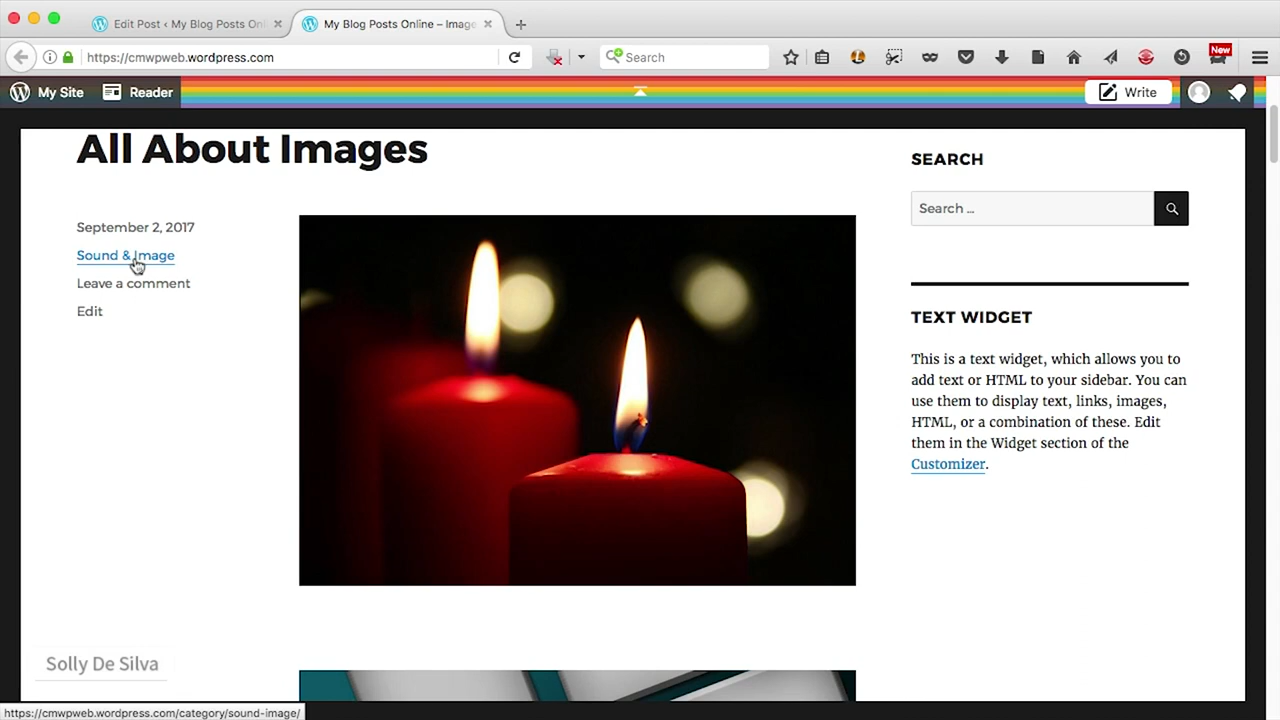 Edit Post ‹ My Blog Posts Onl
My Blog Posts Online – Image
https://cmwpweb.wordpress.com
Search
New
My Site
Reader
Write
All About Images
September 2, 2017
Sound & Image
Leave a comment
Edit
SEARCH
Search ...
TEXT WIDGET
This is a text widget, which allows you to
add text or HTML to your sidebar. You can
use them to display text, links, images,
HTML, or a combination of these. Edit
them in the Widget section of the
Customizer.
Solly De Silva
https://cmwpweb.wordpress.com/category/sound-image/